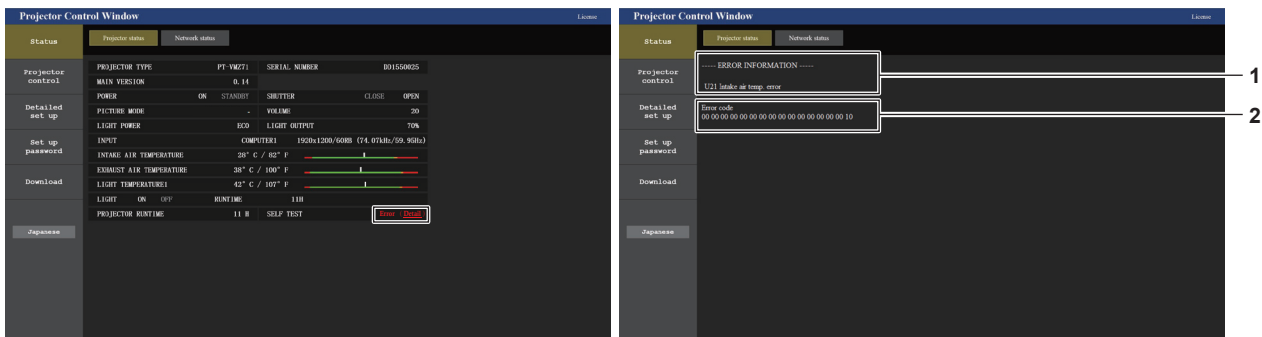 Projector Control Window
License
Status
Projector status
Network status
Projector
control
Detailed
set up
Set up
password
Download
Japanese
PROJECTOR TYPE PT-VMZ71 SERIAL NUMBER DD1550025
MAIN VERSION 0.14
POWER ON STANDBY SHUTTER CLOSE OPEN
PICTURE MODE - VOLUME 20
LIGHT POWER ECO LIGHT OUTPUT 70%
INPUT COMPUTER1 1920x1200/60RB (74.07kHz/59.95Hz)
INTAKE AIR TEMPERATURE 28° C / 82° F
EXHAUST AIR TEMPERATURE 38° C / 100° F
LIGHT TEMPERATURE1 42° C / 107° F
LIGHT ON OFF RUNTIME 11H
PROJECTOR RUNTIME 11 H SELF TEST Error (Detail)
Projector Control Window
License
Status
Projector status
Network status
Projector
control
Detailed
set up
Set up
password
Download
Japanese
----- ERROR INFORMATION -----
U21 Intake air temp. error
1
Error code
00 00 00 00 00 00 00 00 00 00 00 00 00 00 00 10
2